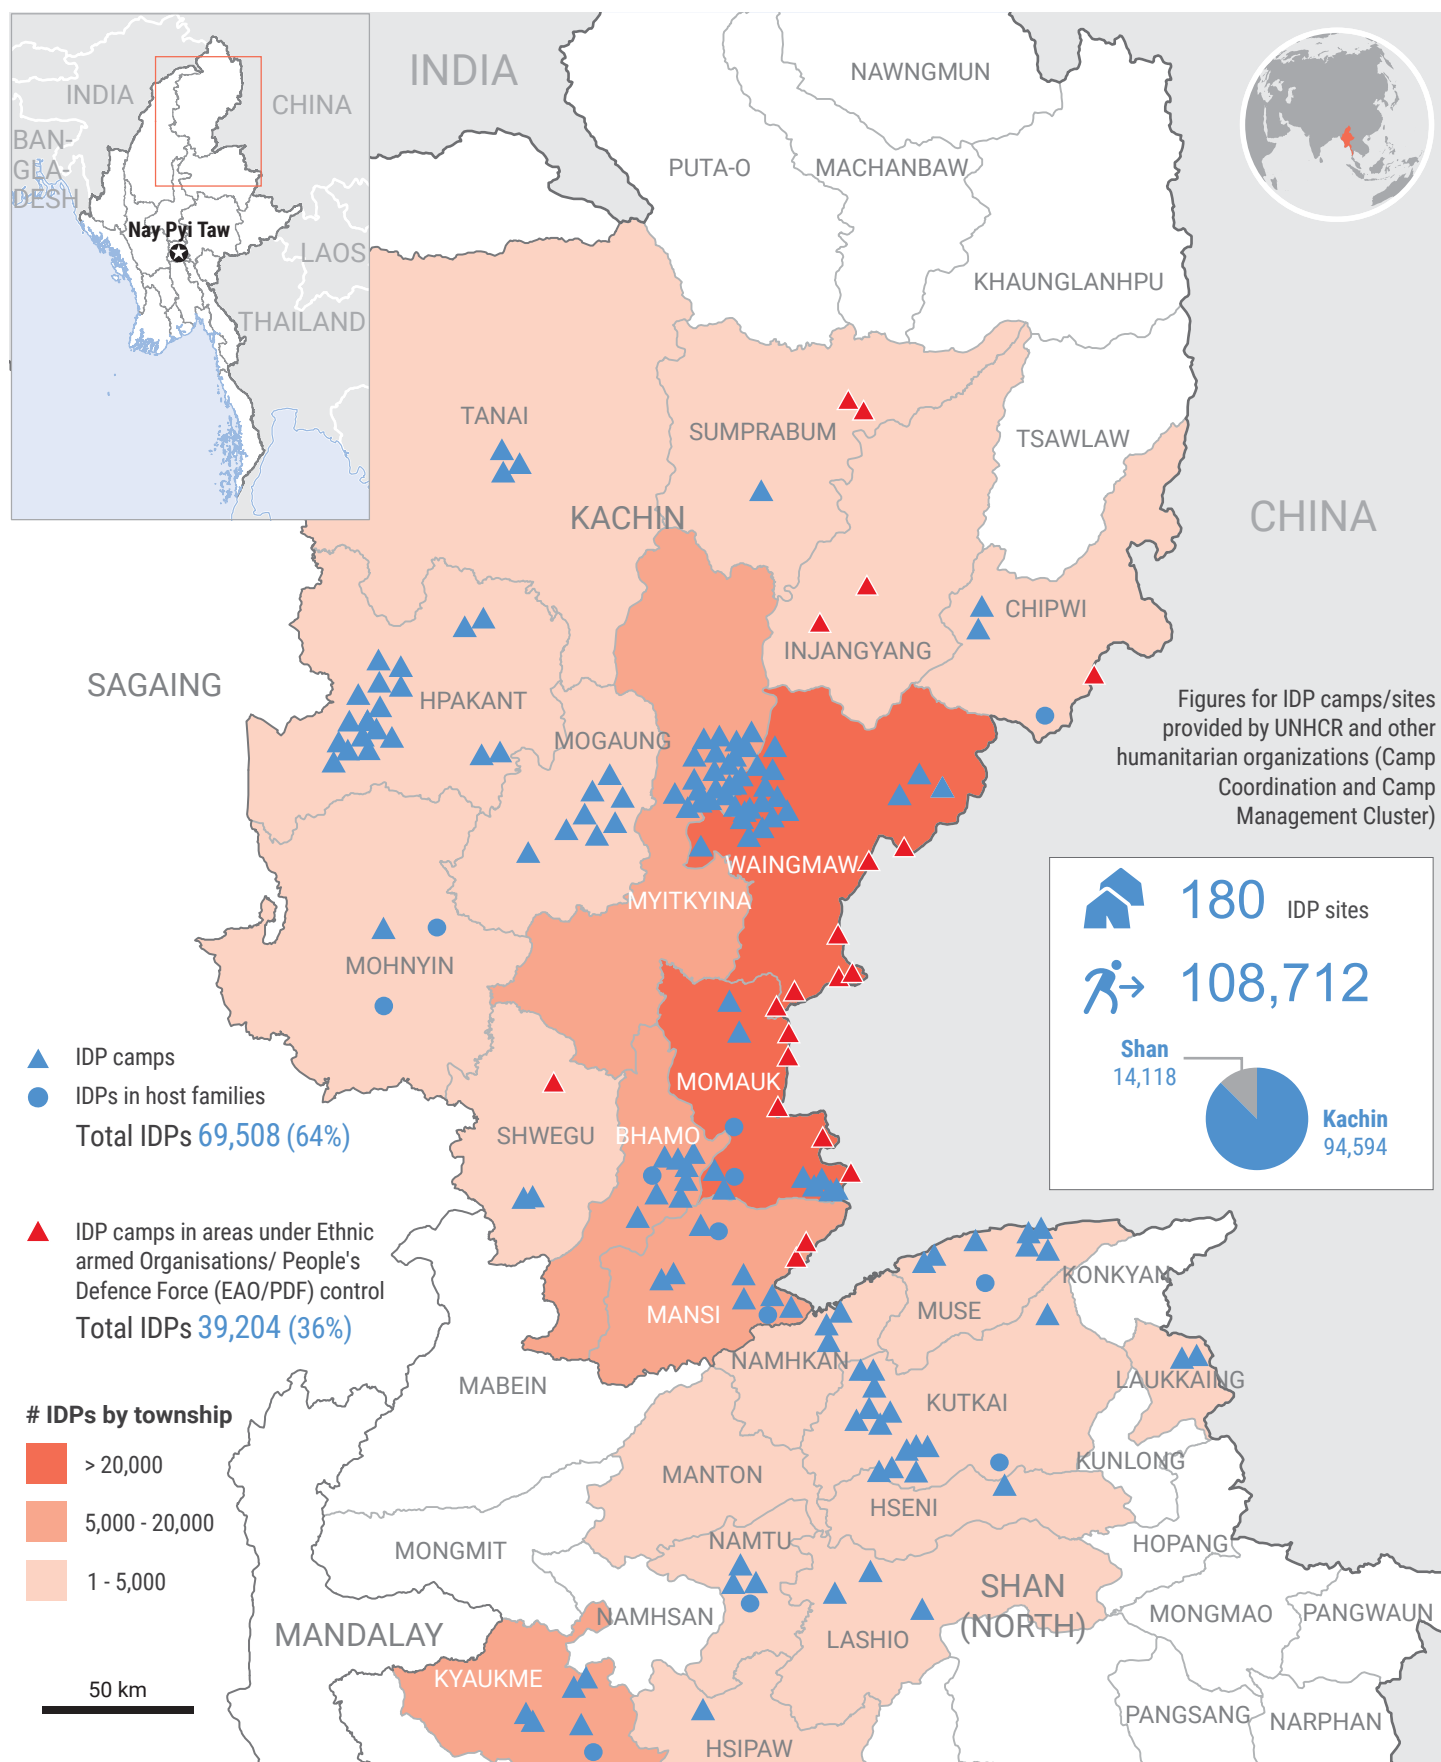 INDIA
CHINA
BAN-
GLA-
DESH
Nay Pyi Taw
LAOS
THAILAND
INDIA
NAWNGMUN
PUTA-O
MACHANBAW
KHAUNGLANHPU
TANAI
SUMPRABUM
TSAWLAW
KACHIN
CHINA
CHIPWI
INJANGYANG
SAGAING
HPAKANT
MOGAUNG
Figures for IDP camps/sites
provided by UNHCR and other
humanitarian organizations (Camp
Coordination and Camp
Management Cluster)
WAINGMAW
MYITKYINA
MOHNYIN
180 IDP sites
108,712
Shan
14,118
Kachin
94,594
IDP camps
IDPs in host families
Total IDPs 69,508 (64%)
MOMAUK
SHWEGU
BHAMO
IDP camps in areas under Ethnic
armed Organisations/ People's
Defence Force (EAO/PDF) control
Total IDPs 39,204 (36%)
KONKYAN
MUSE
MANSI
NAMHKAN
MABEIN
LAUKKAING
KUTKAI
# IDPs by township
> 20,000
5,000 - 20,000
1 - 5,000
KUNLONG
MANTON
HSENI
NAMTU
HOPANG
MONGMIT
SHAN
(NORTH)
NAMHSAN
MONGMAO
PANGWAUN
MANDALAY
LASHIO
KYAUKME
50 km
PANGSANG
NARPHAN
HSIPAW